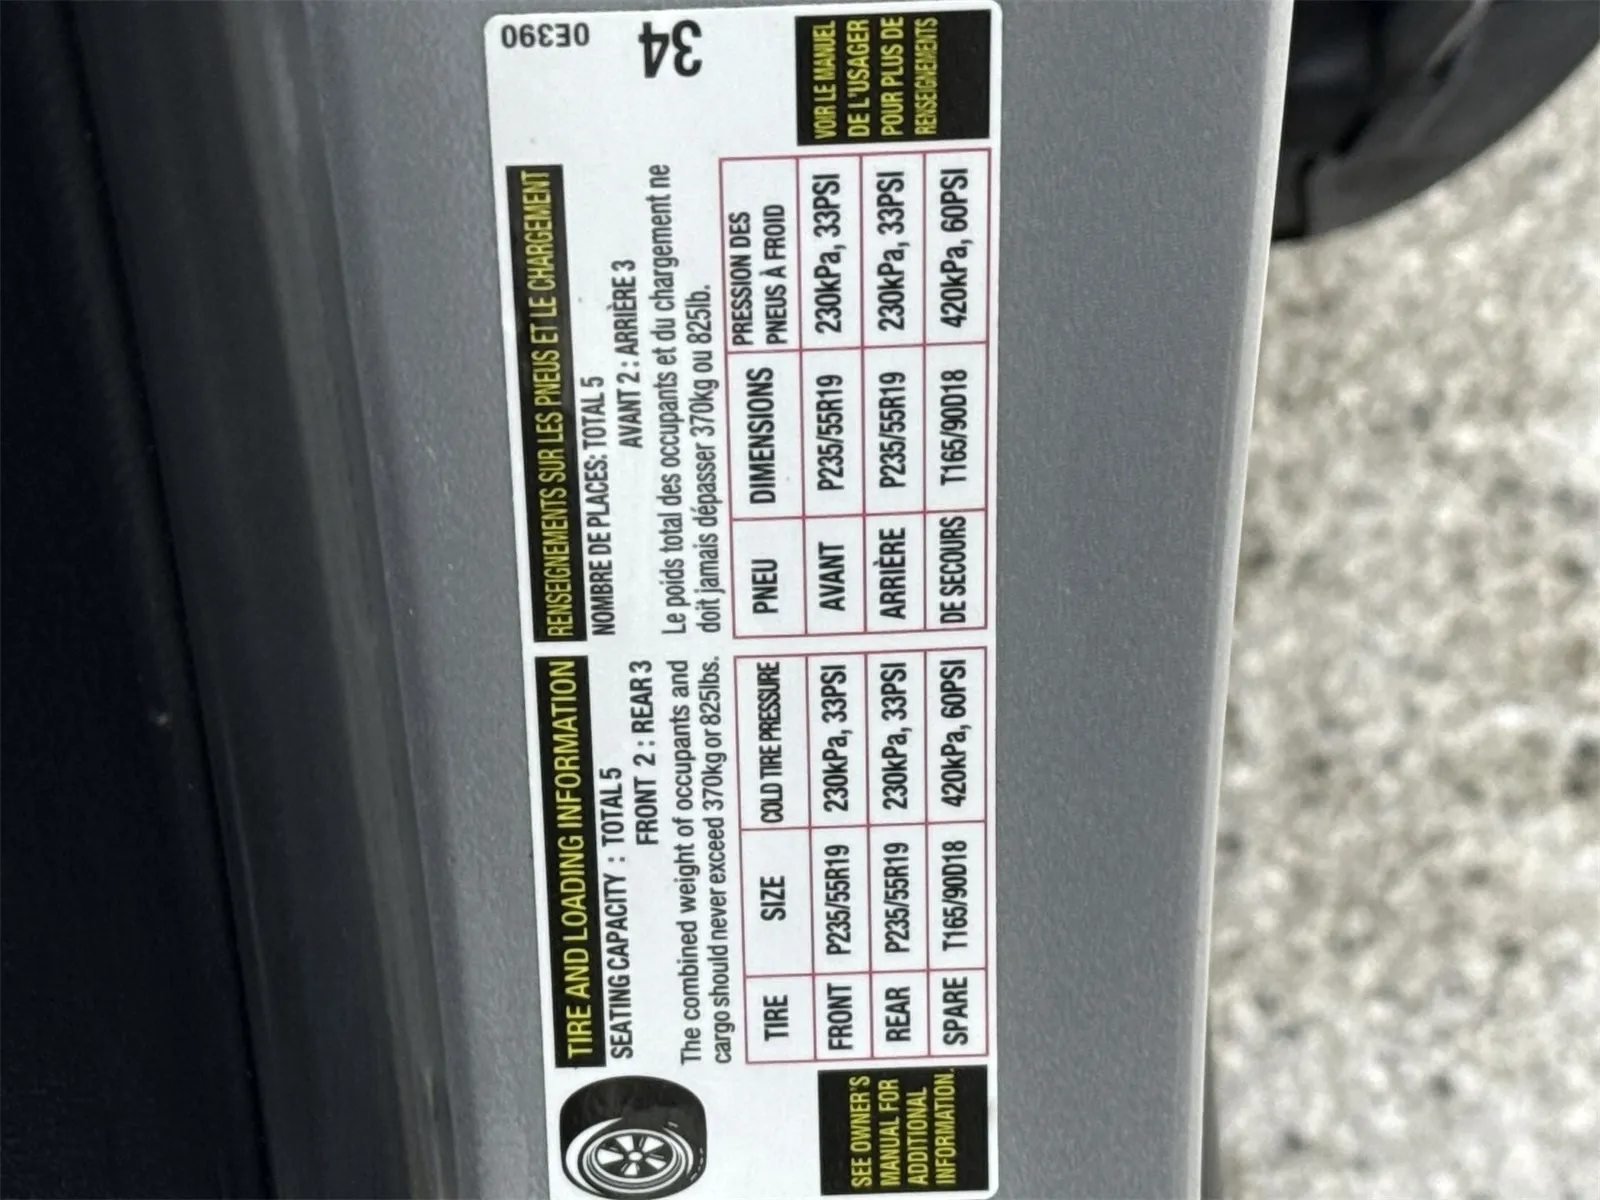 TIRE AND LOADING INFORMATION
SEATING CAPACITY : TOTAL 5
FRONT 2 : REAR 3
The combined weight of occupants and
cargo should never exceed 370kg or 825lbs.
TIRE SIZE COLD TIRE PRESSURE
FRONT P235/55R19 230kPa, 33PSI
REAR P235/55R19 230kPa, 33PSI
SPARE T165/90D18 420kPa, 60PSI
SEE OWNER'S
MANUAL FOR
ADDITIONAL
INFORMATION.
RENSEIGNEMENTS SUR LES PNEUS ET LE CHARGEMENT
NOMBRE DE PLACES: TOTAL 5
AVANT 2 : ARRIÈRE 3
Le poids total des occupants et du chargement ne
doit jamais dépasser 370kg ou 825lb.
PNEU DIMENSIONS PRESSION DES
PNEUS À FROID
AVANT P235/55R19 230kPa, 33PSI
ARRIÈRE P235/55R19 230kPa, 33PSI
DE SECOURS T165/90D18 420kPa, 60PSI
0E390
34
VOIR LE MANUEL
DE L'USAGER
POUR PLUS DE
RENSEIGNEMENTS